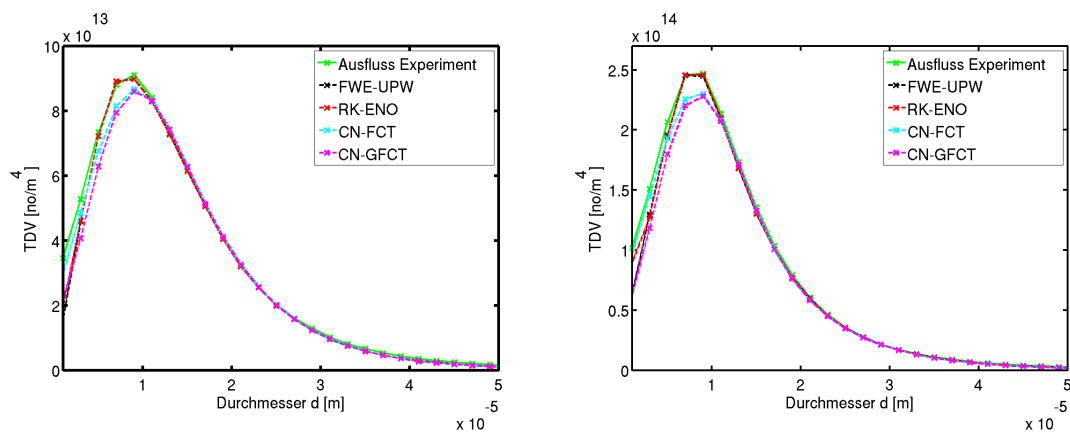 x 10 13
10
8
6
4
2
0
TDV [no/m 4]
Ausfluss Experiment
FWE-UPW
RK-ENO
CN-FCT
CN-GFCT
1 2 3 4 5
Durchmesser d [m]
x 10 -5
x 10 14
2.5
2
1.5
1
0.5
0
TDV [no/m 4]
Ausfluss Experiment
FWE-UPW
RK-ENO
CN-FCT
CN-GFCT
1 2 3 4 5
Durchmesser d [m]
x 10 -5